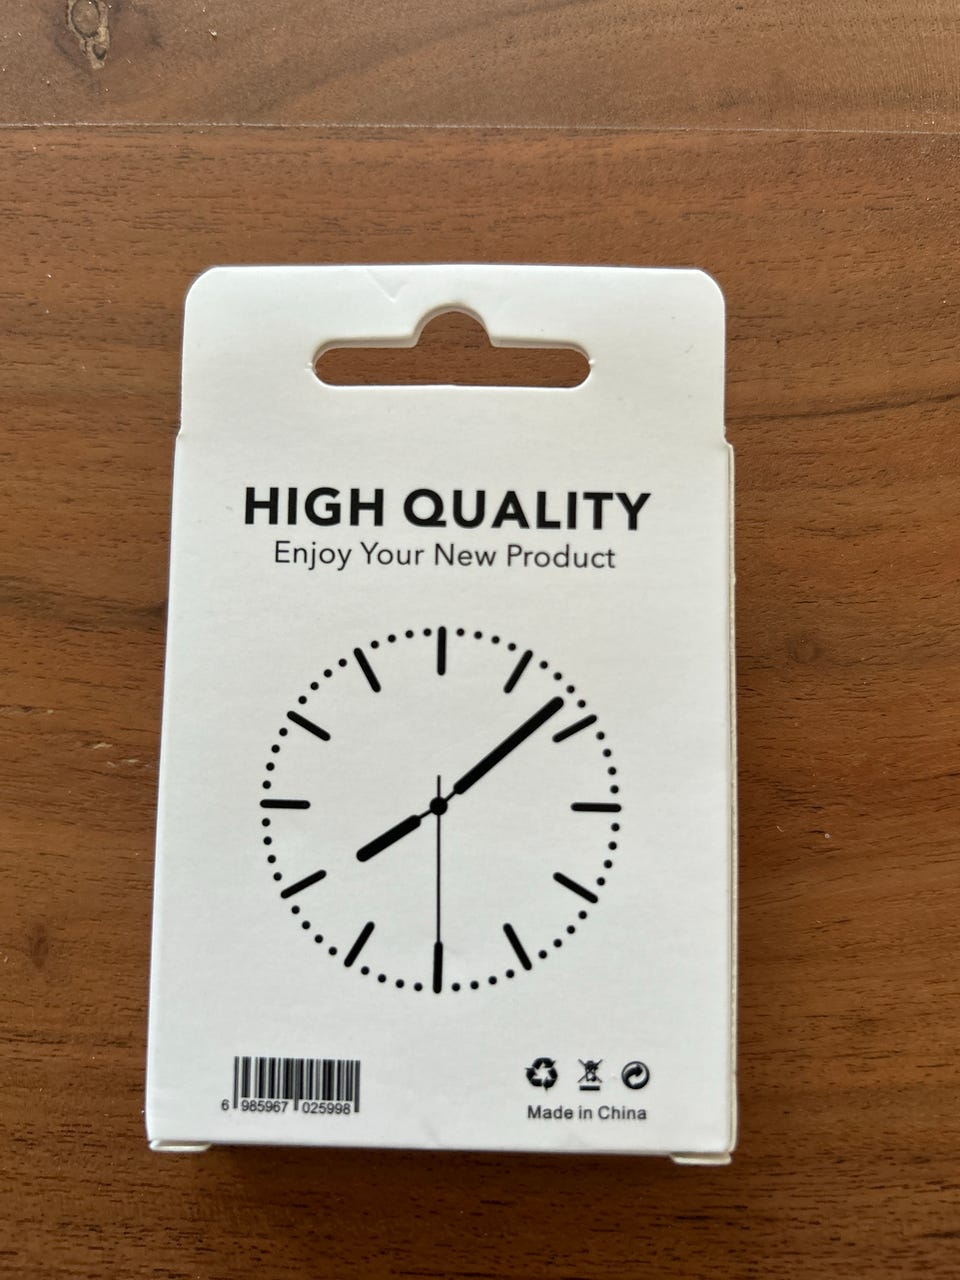 HIGH QUALITY
Enjoy Your New Product
6 985967 025998
Made in China